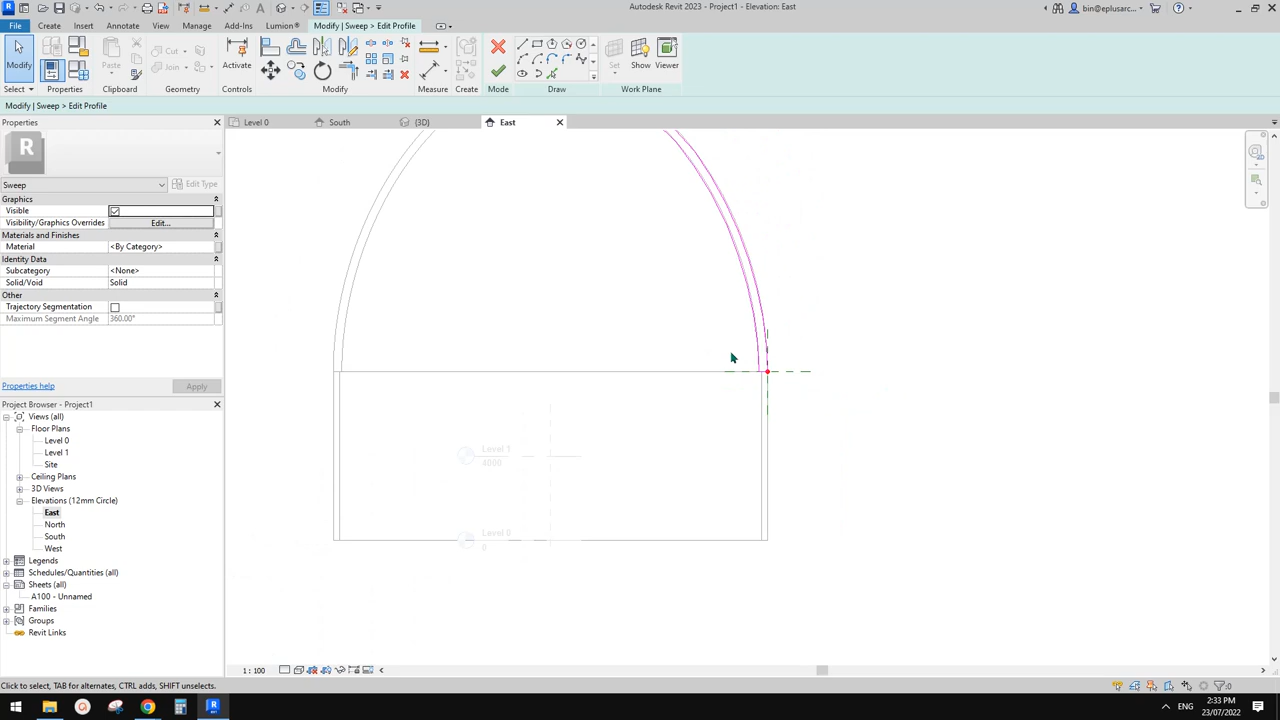 Autodesk Revit 2023 - Project1 - Elevation: East
bin@eplusarc...
File Create Insert Annotate View Manage Add-Ins Lumion® Modify | Sweep > Edit Profile
Modify
Paste
Cut
Join
Activate
Set Show Viewer
Select Properties Clipboard Geometry Controls Modify Measure Create Mode Draw Work Plane
Modify | Sweep > Edit Profile
Properties
Level 0 South {3D} East
R
Sweep Edit Type
Graphics
Visible
Visibility/Graphics Overrides Edit...
Materials and Finishes
Material <By Category>
Identity Data
Subcategory <None>
Solid/Void Solid
Other
Trajectory Segmentation
Maximum Segment Angle 360.00°
Properties help Apply
Project Browser - Project1
Views (all)
Floor Plans
Level 0
Level 1
Site
Ceiling Plans
3D Views
Elevations (12mm Circle)
East
North
South
West
Legends
Schedules/Quantities (all)
Sheets (all)
A100 - Unnamed
Families
Groups
Revit Links
Level 1
4000
Level 0
0
1 : 100
Click to select, TAB for alternates, CTRL adds, SHIFT unselects.
:0
ENG
2:33 PM
23/07/2022